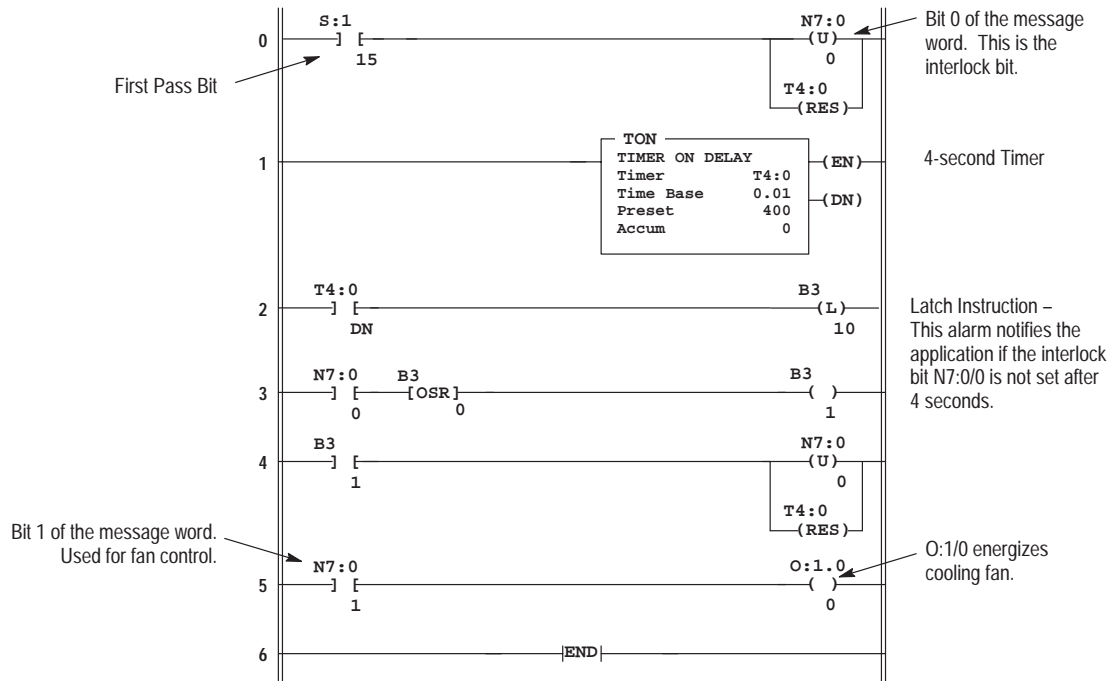 S:1
N7:0
Bit 0 of the message
word. This is the
interlock bit.
0
] [
(U)
15
0
First Pass Bit
T4:0
(RES)
TON
1
TIMER ON DELAY
(EN)
4-second Timer
Timer T4:0
Time Base 0.01
(DN)
Preset 400
Accum 0
T4:0
B3
2
] [
(L)
DN
10
Latch Instruction –
This alarm notifies the
application if the interlock
bit N7:0/0 is not set after
4 seconds.
N7:0
B3
B3
3
] [
[OSR]
( )
0
0
1
B3
N7:0
4
] [
(U)
1
0
T4:0
(RES)
Bit 1 of the message word.
Used for fan control.
N7:0
O:1.0
O:1/0 energizes
cooling fan.
5
] [
( )
1
0
6
|END|